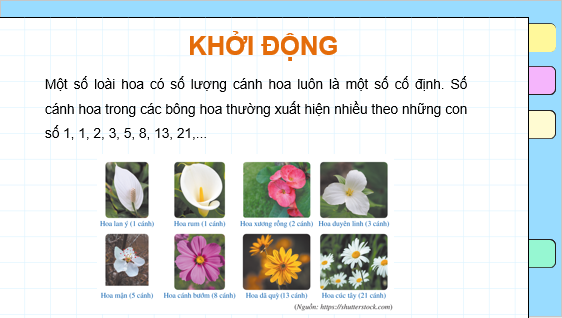 KHỞI ĐỘNG
Một số loài hoa có số lượng cánh hoa luôn là một số cố định. Số
cánh hoa trong các bông hoa thường xuất hiện nhiều theo những con
số 1, 1, 2, 3, 5, 8, 13, 21,...
Hoa lan ý (1 cánh) Hoa rum (1 cánh) Hoa xương rồng (2 cánh) Hoa duyên linh (3 cánh)
Hoa mận (5 cánh) Hoa cánh bướm (8 cánh) Hoa dã quỳ (13 cánh) Hoa cúc tây (21 cánh)
(Nguồn: https://shutterstock.com)